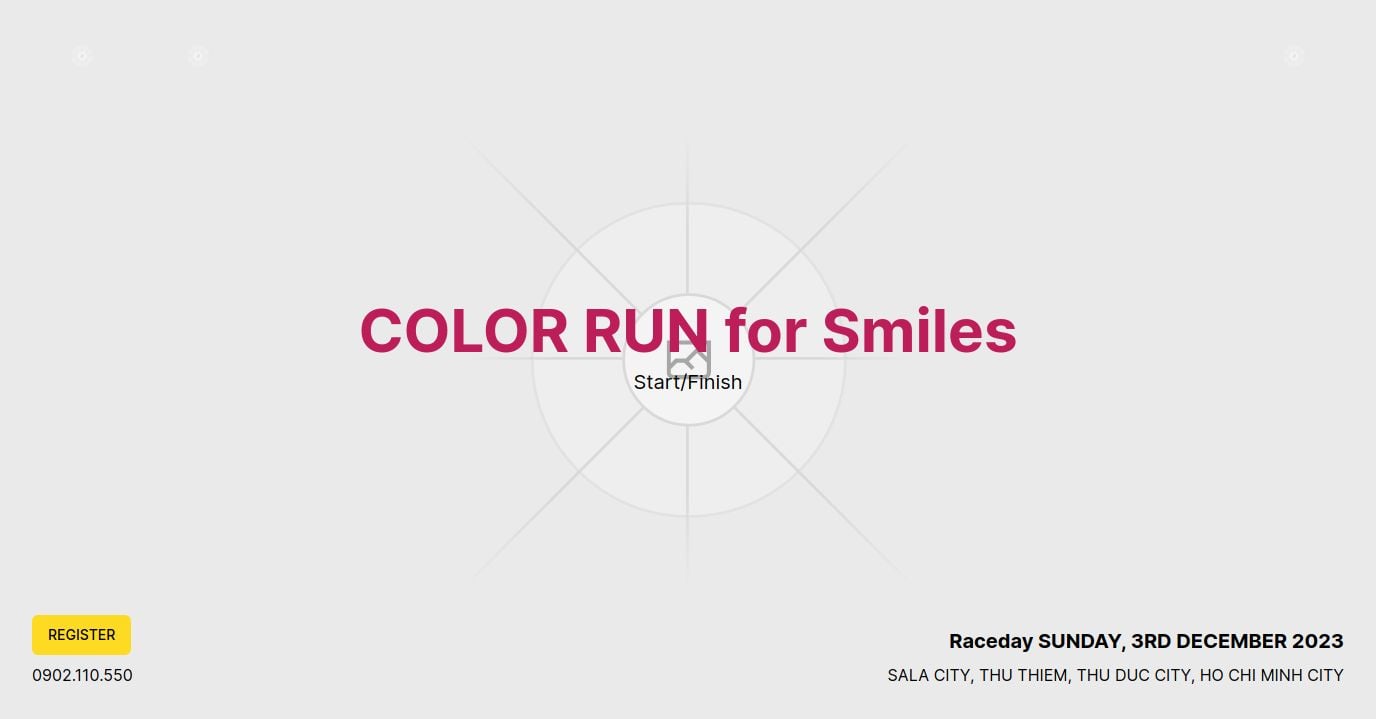 COLOR RUN for Smiles
Start/Finish
REGISTER
0902.110.550
Raceday SUNDAY, 3RD DECEMBER 2023
SALA CITY, THU THIEM, THU DUC CITY, HO CHI MINH CITY